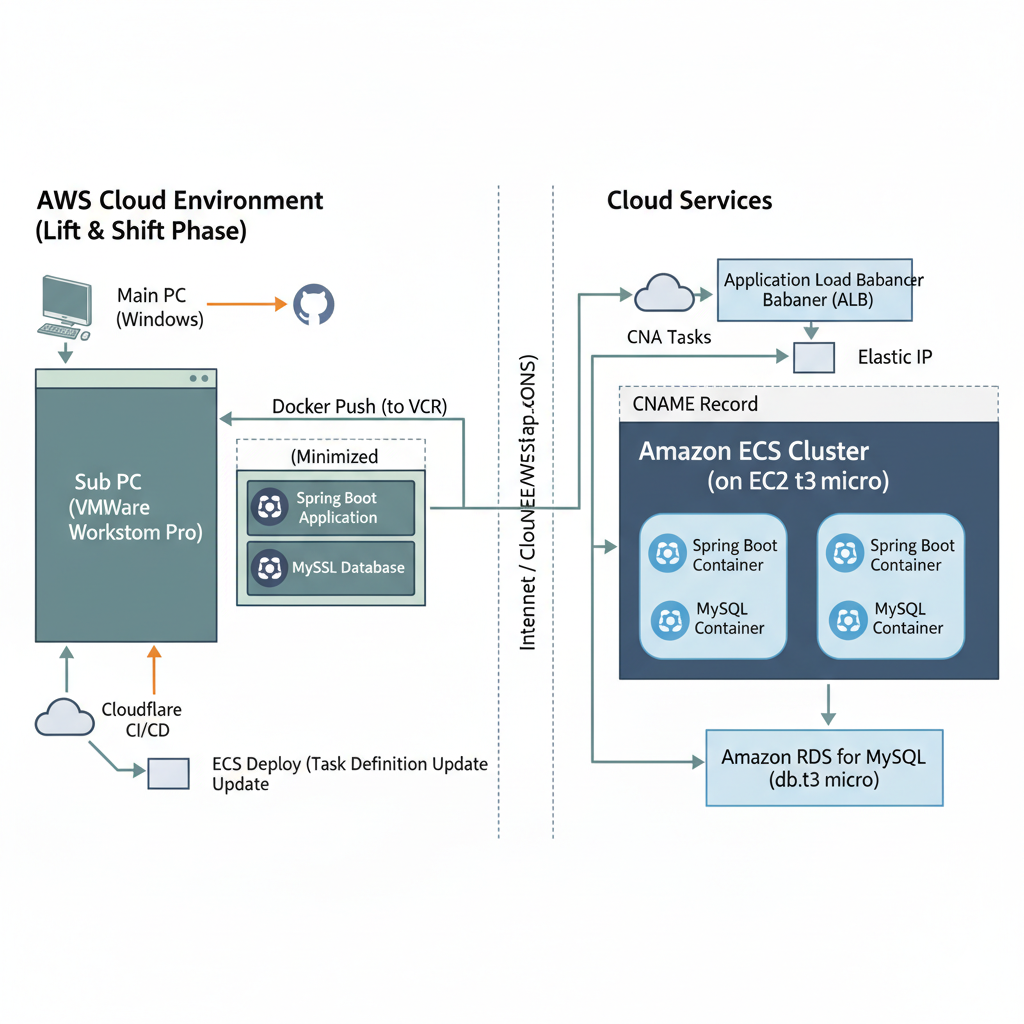 AWS Cloud Environment
(Lift & Shift Phase)
Main PC
(Windows)
Sub PC
(VMWare
Workstom Pro)
Docker Push (to VCR)
(Minimized
Spring Boot
Application
MySSL Database
Cloudflare
CI/CD
ECS Deploy (Task Definition Update
Update
Internet /
Cloud Services
Application Load Babancer
Babaner (ALB)
CNA Tasks
Elastic IP
CNAME Record
Amazon ECS Cluster
(on EC2 t3 micro)
Spring Boot
Container
MySQL
Container
Spring Boot
Container
MySQL
Container
Amazon RDS for MySQL
(db.t3 micro)